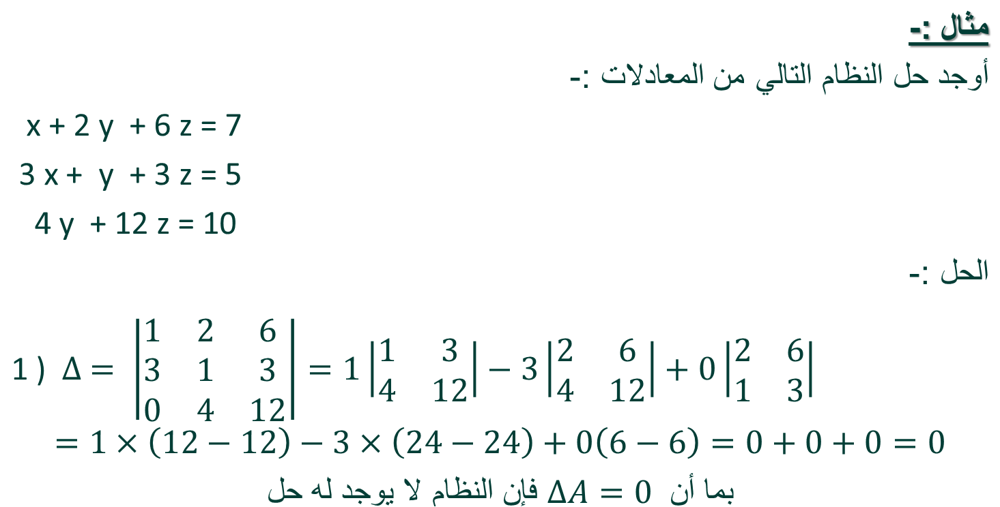 مثال :-
أوجد حل النظام التالي من المعادلات :-
x + 2 y + 6 z = 7
3 x + y + 3 z = 5
4 y + 12 z = 10
الحل :-
1 ) Δ = |1 2 6; 3 1 3; 0 4 12| = 1 |1 3; 4 12| − 3 |2 6; 4 12| + 0 |2 6; 1 3|
= 1 × (12 − 12) − 3 × (24 − 24) + 0(6 − 6) = 0 + 0 + 0 = 0
بما أن ΔA = 0 فإن النظام لا يوجد له حل